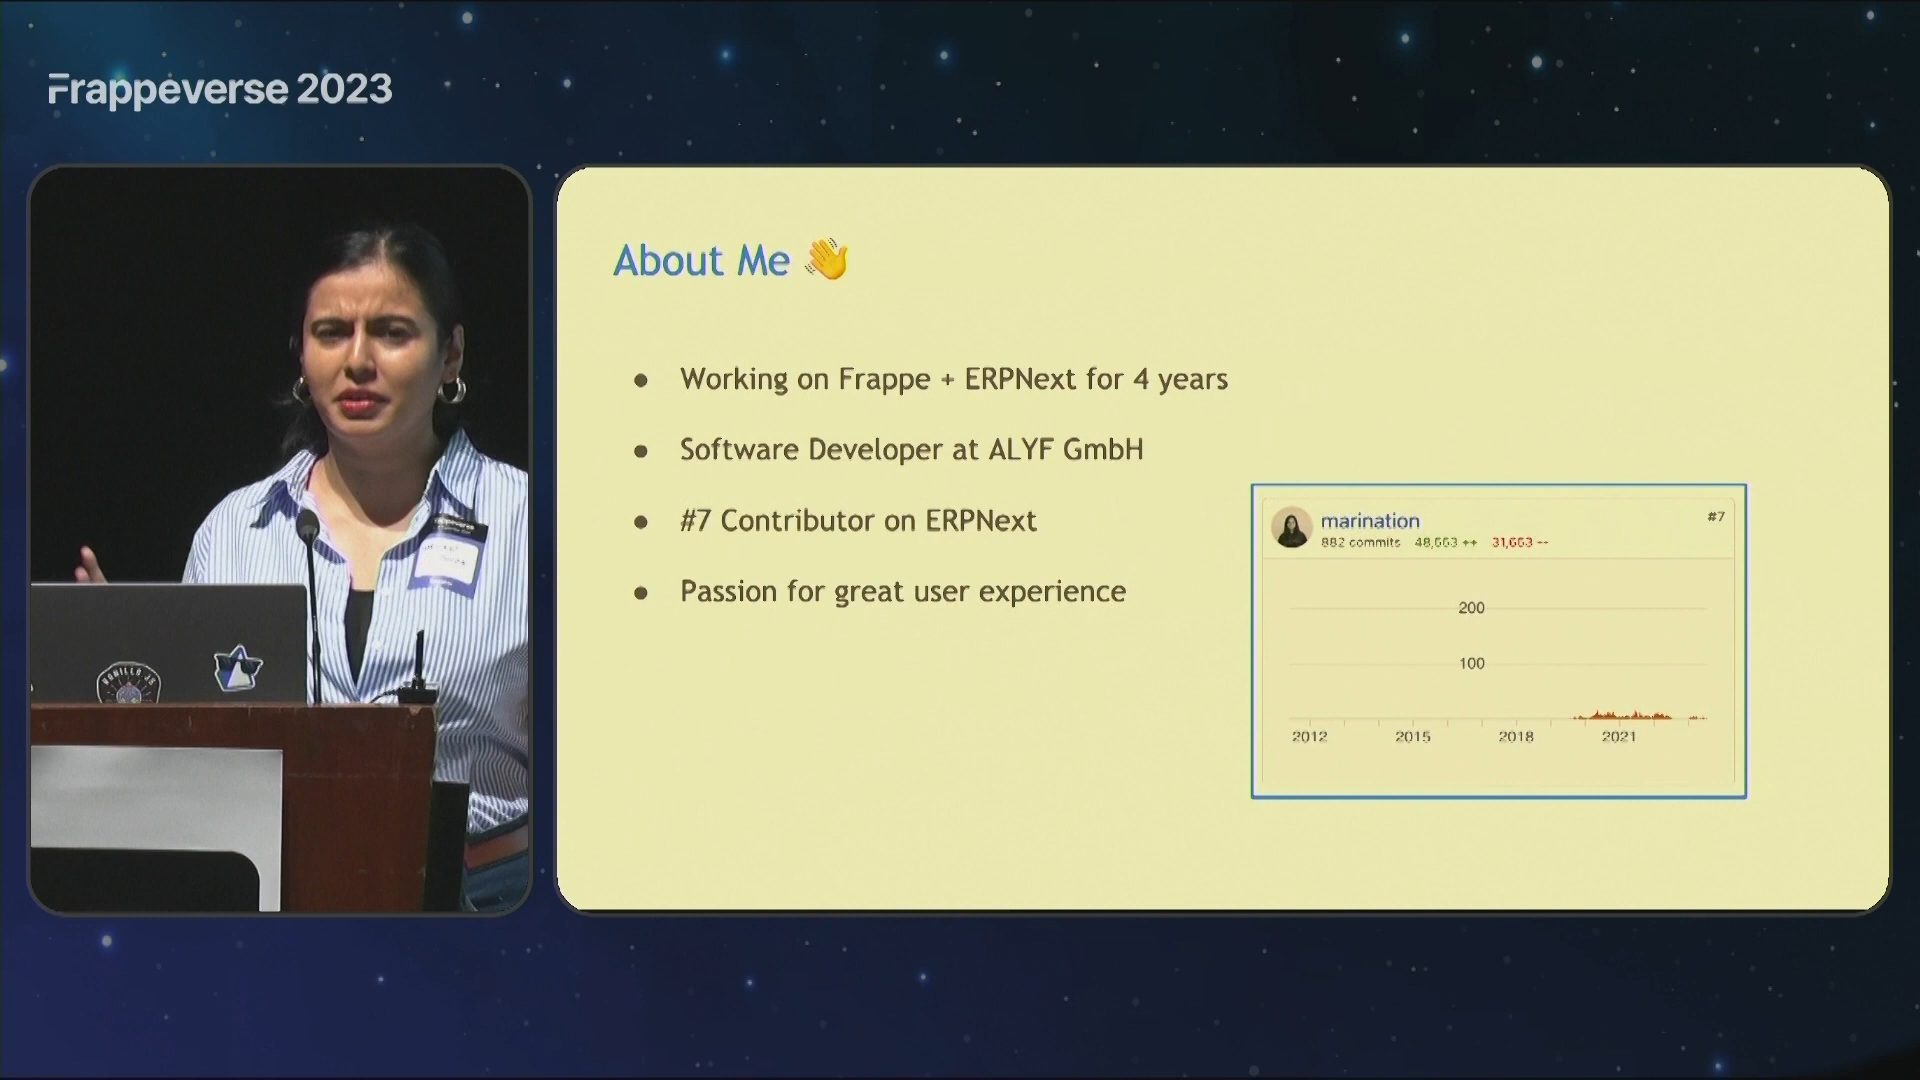 Frappeverse 2023
About Me 👋
● Working on Frappe + ERPNext for 4 years
● Software Developer at ALYF GmbH
● #7 Contributor on ERPNext
● Passion for great user experience
marination #7
882 commits 48,663 ++ 31,663 --
200
100
2012 2015 2018 2021
VANILLA JS